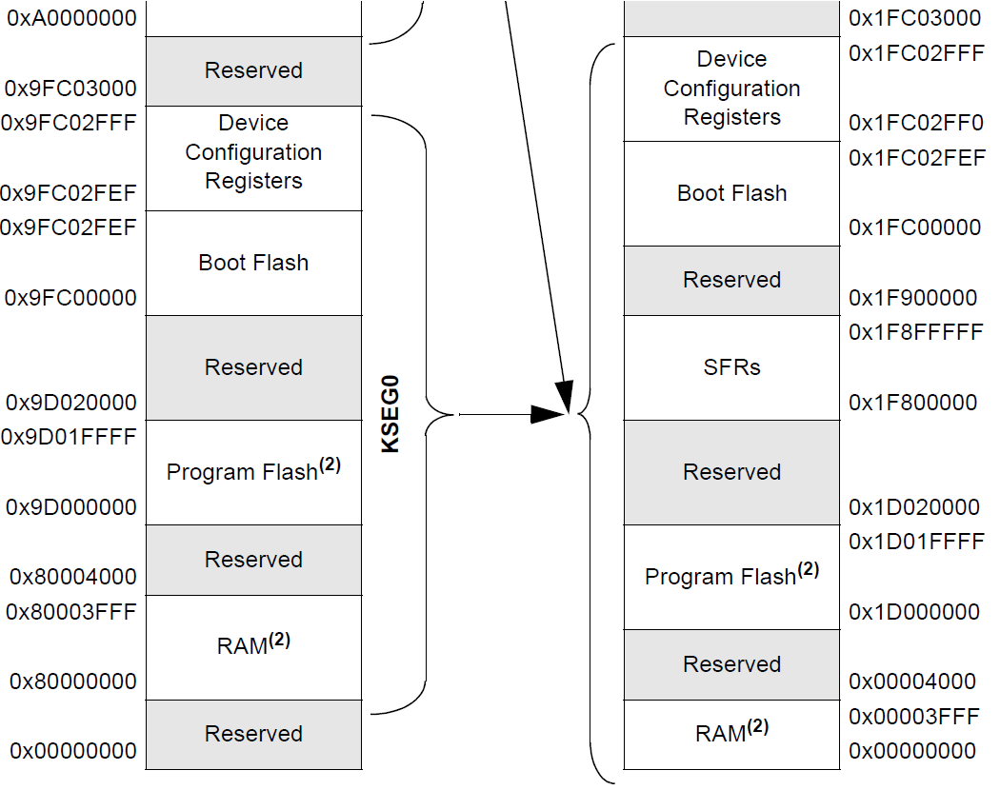 0xA0000000
Reserved
0x9FC03000
0x9FC02FFF
Device
Configuration
Registers
0x9FC02FEF
0x9FC02FEF
Boot Flash
0x9FC00000
Reserved
0x9D020000
0x9D01FFFF
Program Flash(2)
0x9D000000
Reserved
0x80004000
0x80003FFF
RAM(2)
0x80000000
Reserved
0x00000000
KSEG0
0x1FC03000
0x1FC02FFF
Device
Configuration
Registers
0x1FC02FF0
0x1FC02FEF
Boot Flash
0x1FC00000
Reserved
0x1F900000
0x1F8FFFFF
SFRs
0x1F800000
Reserved
0x1D020000
0x1D01FFFF
Program Flash(2)
0x1D000000
Reserved
0x00004000
0x00003FFF
RAM(2)
0x00000000